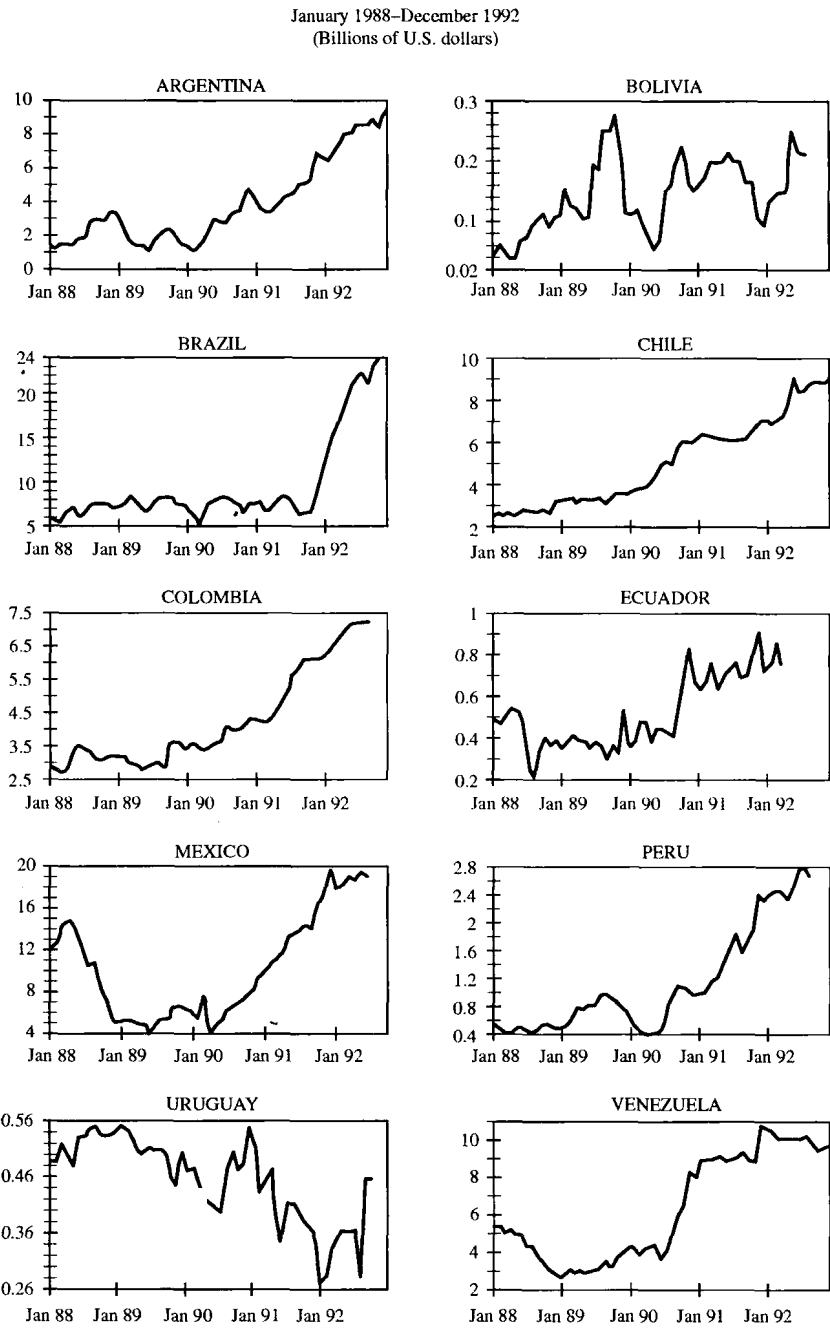 January 1988–December 1992
(Billions of U.S. dollars)
ARGENTINA
10
8
6
4
2
0
Jan 88 Jan 89 Jan 90 Jan 91 Jan 92
BOLIVIA
0.3
0.2
0.1
0.02
Jan 88 Jan 89 Jan 90 Jan 91 Jan 92
BRAZIL
24
20
15
10
5
Jan 88 Jan 89 Jan 90 Jan 91 Jan 92
CHILE
10
8
6
4
2
Jan 88 Jan 89 Jan 90 Jan 91 Jan 92
COLOMBIA
7.5
6.5
5.5
4.5
3.5
2.5
Jan 88 Jan 89 Jan 90 Jan 91 Jan 92
ECUADOR
1
0.8
0.6
0.4
0.2
Jan 88 Jan 89 Jan 90 Jan 91 Jan 92
MEXICO
20
16
12
8
4
Jan 88 Jan 89 Jan 90 Jan 91 Jan 92
PERU
2.8
2.4
2
1.6
1.2
0.8
0.4
Jan 88 Jan 89 Jan 90 Jan 91 Jan 92
URUGUAY
0.56
0.46
0.36
0.26
Jan 88 Jan 89 Jan 90 Jan 91 Jan 92
VENEZUELA
10
8
6
4
2
Jan 88 Jan 89 Jan 90 Jan 91 Jan 92